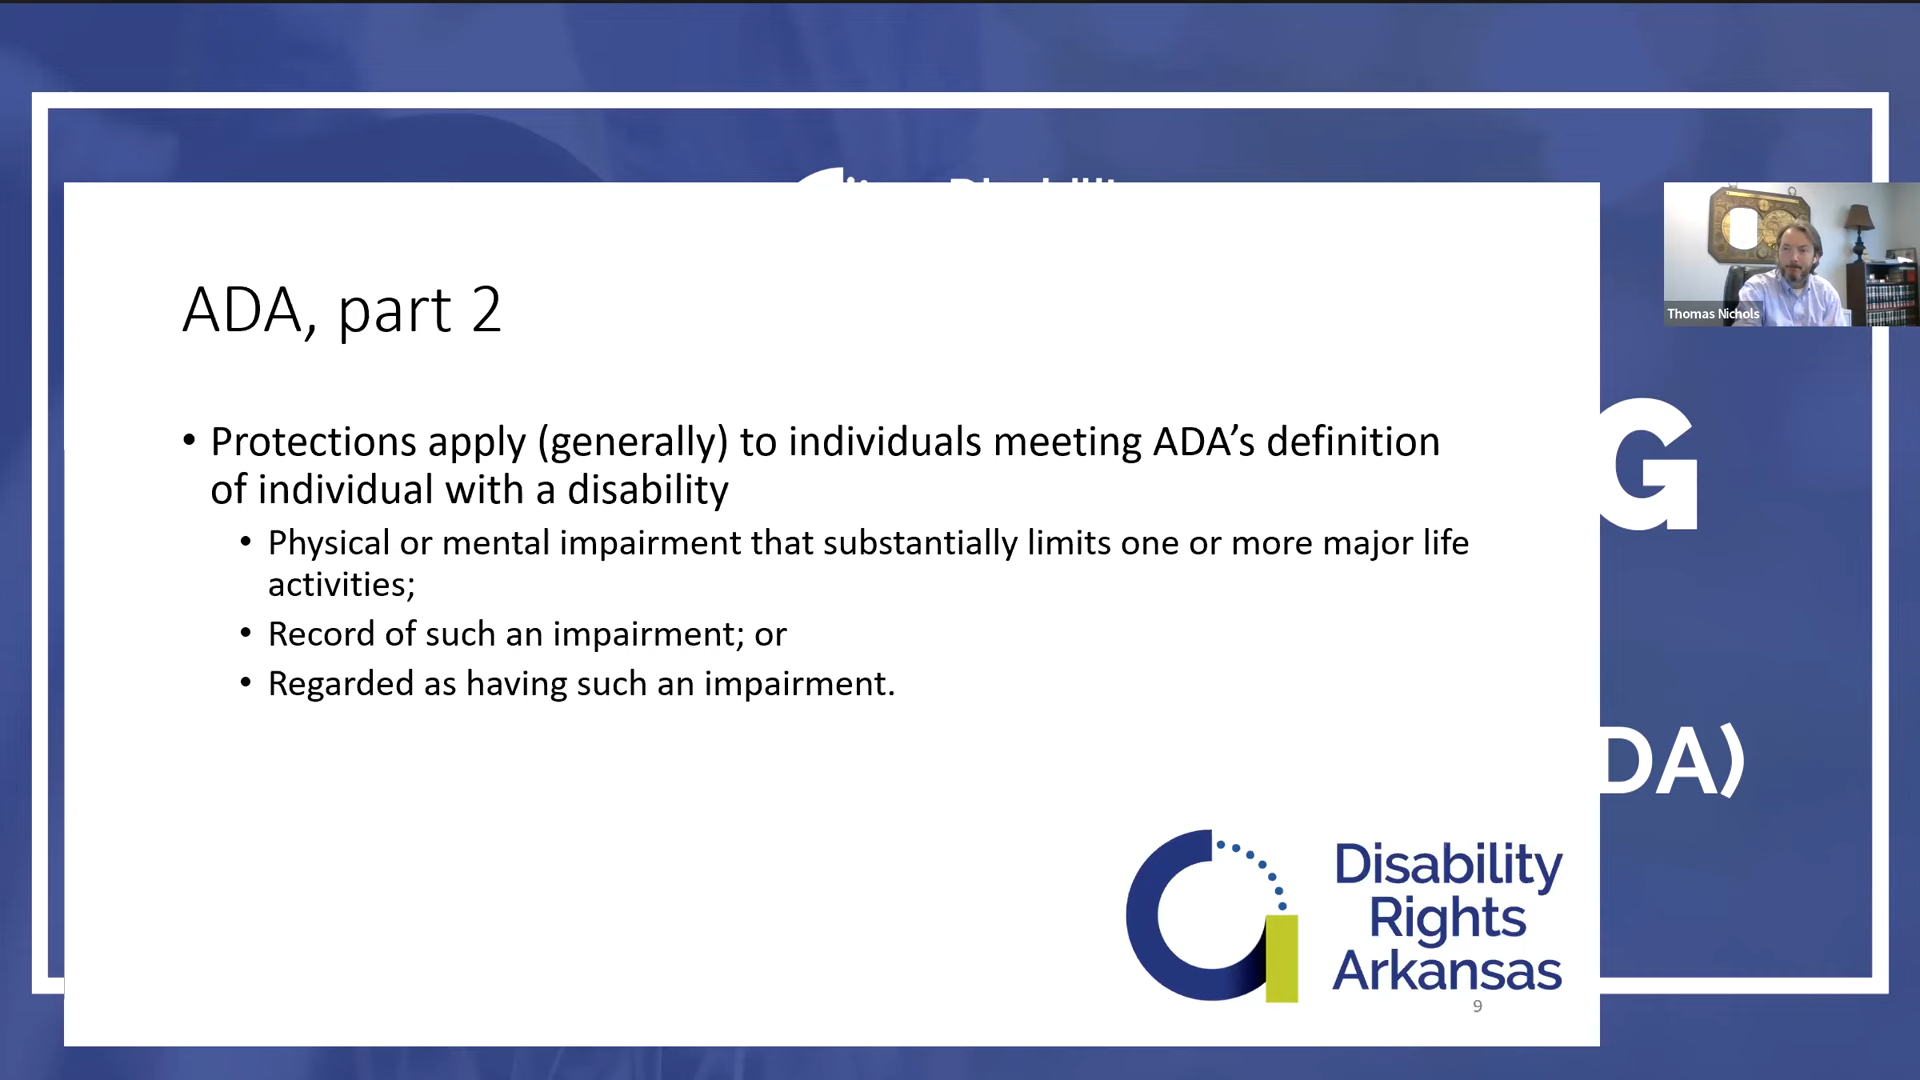 ADA, part 2
• Protections apply (generally) to individuals meeting ADA’s definition
of individual with a disability
• Physical or mental impairment that substantially limits one or more major life
activities;
• Record of such an impairment; or
• Regarded as having such an impairment.
Disability
Rights
Arkansas
9
Thomas Nichols
G
DA)